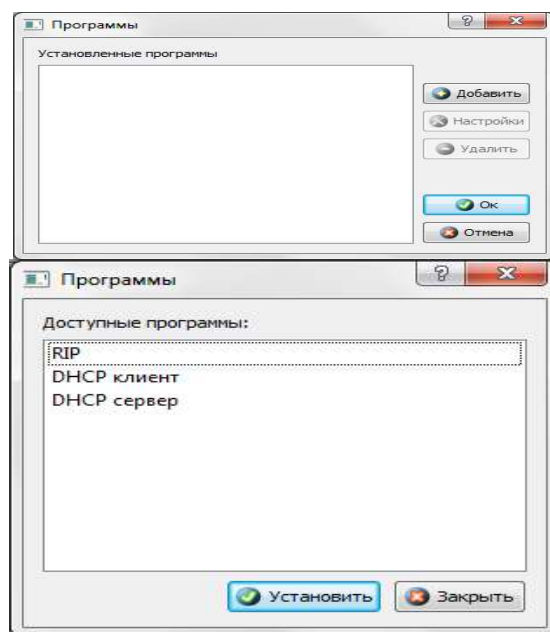 Программы
Установленные программы
Добавить
Настройки
Удалить
Ок
Отмена
Программы
Доступные программы:
RIP
DHCP клиент
DHCP сервер
Установить
Закрыть